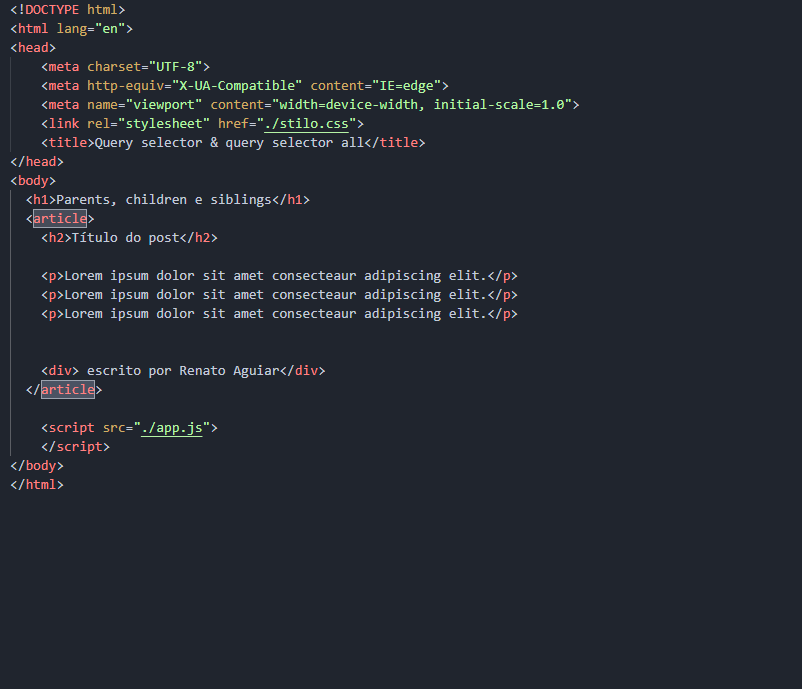 <!DOCTYPE html>
<html lang="en">
<head>
    <meta charset="UTF-8">
    <meta http-equiv="X-UA-Compatible" content="IE=edge">
    <meta name="viewport" content="width=device-width, initial-scale=1.0">
    <link rel="stylesheet" href="./stilo.css">
    <title>Query selector & query selector all</title>
</head>
<body>
  <h1>Parents, children e siblings</h1>
  <article>
    <h2>Título do post</h2>
    <p>Lorem ipsum dolor sit amet consecteaur adipiscing elit.</p>
    <p>Lorem ipsum dolor sit amet consecteaur adipiscing elit.</p>
    <p>Lorem ipsum dolor sit amet consecteaur adipiscing elit.</p>
    <div> escrito por Renato Aguiar</div>
  </article>
    <script src="./app.js">
    </script>
</body>
</html>